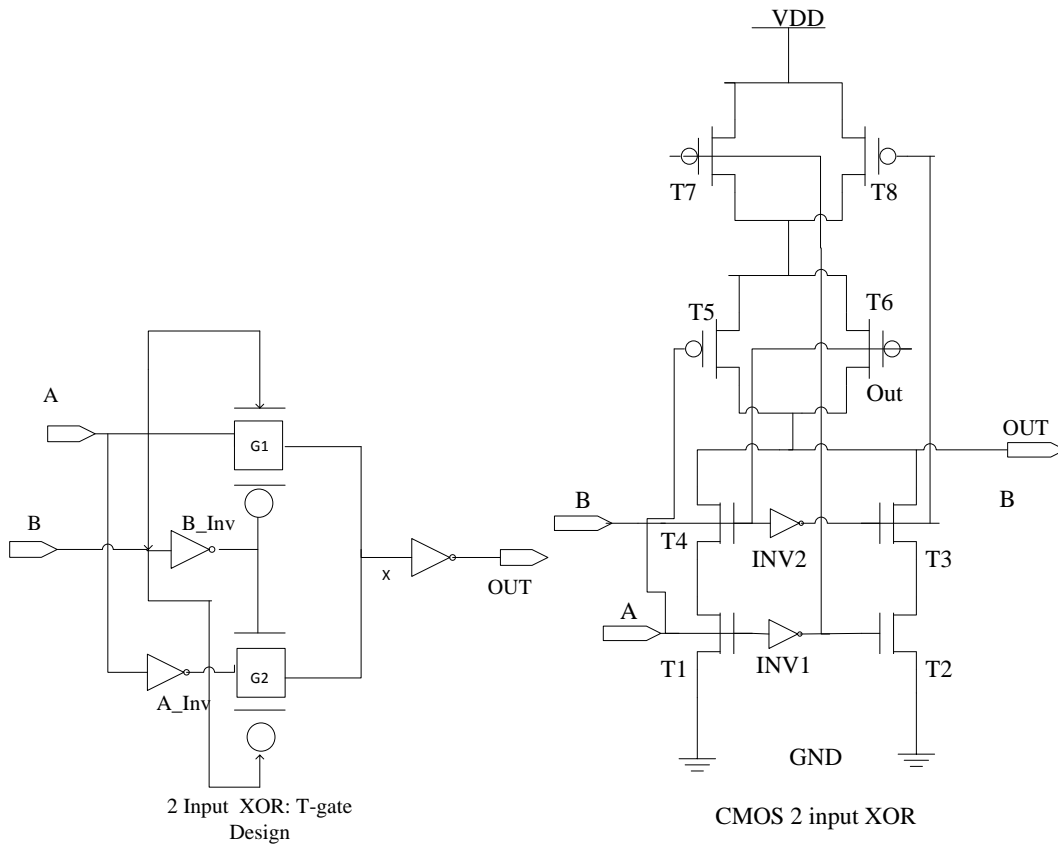 A
G1
B
B_Inv
X
OUT
G2
A_Inv
2 Input XOR: T-gate
Design
VDD
T7
T8
T5
T6
Out
OUT
B
B
T4
INV2
T3
A
T1
INV1
T2
GND
CMOS 2 input XOR